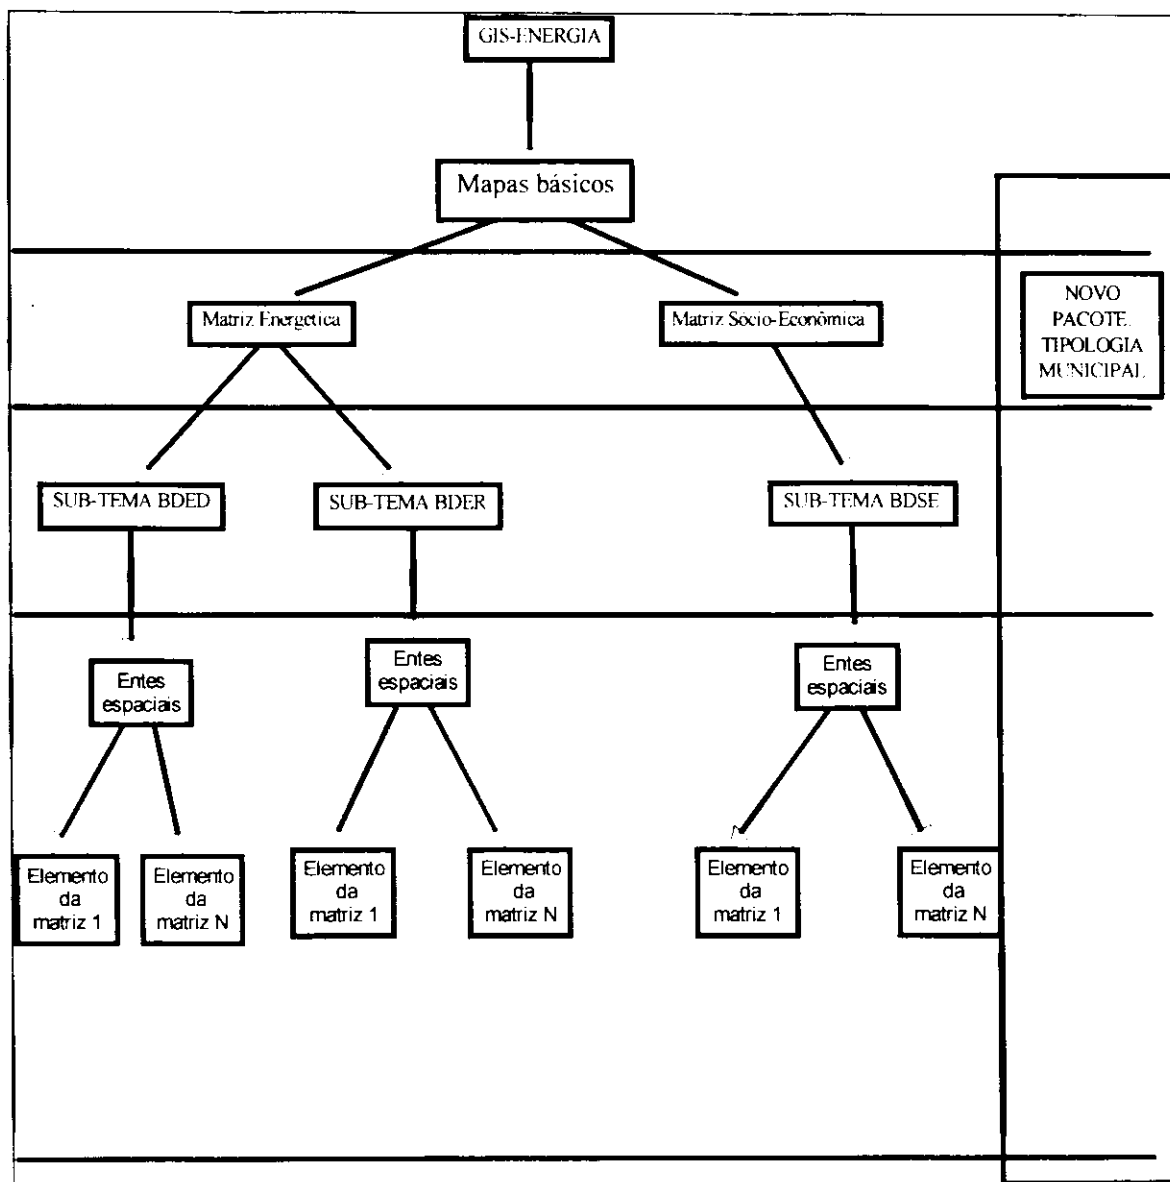 GIS-ENERGIA
Mapas básicos
Matriz Energética
Matriz Sócio-Econômica
NOVO
PACOTE.
TIPOLOGIA
MUNICIPAL
SUB-TEMA BDED
SUB-TEMA BDER
SUB-TEMA BDSE
Entes
espaciais
Entes
espaciais
Entes
espaciais
Elemento
da
matriz 1
Elemento
da
matriz N
Elemento
da
matriz 1
Elemento
da
matriz N
Elemento
da
matriz 1
Elemento
da
matriz N